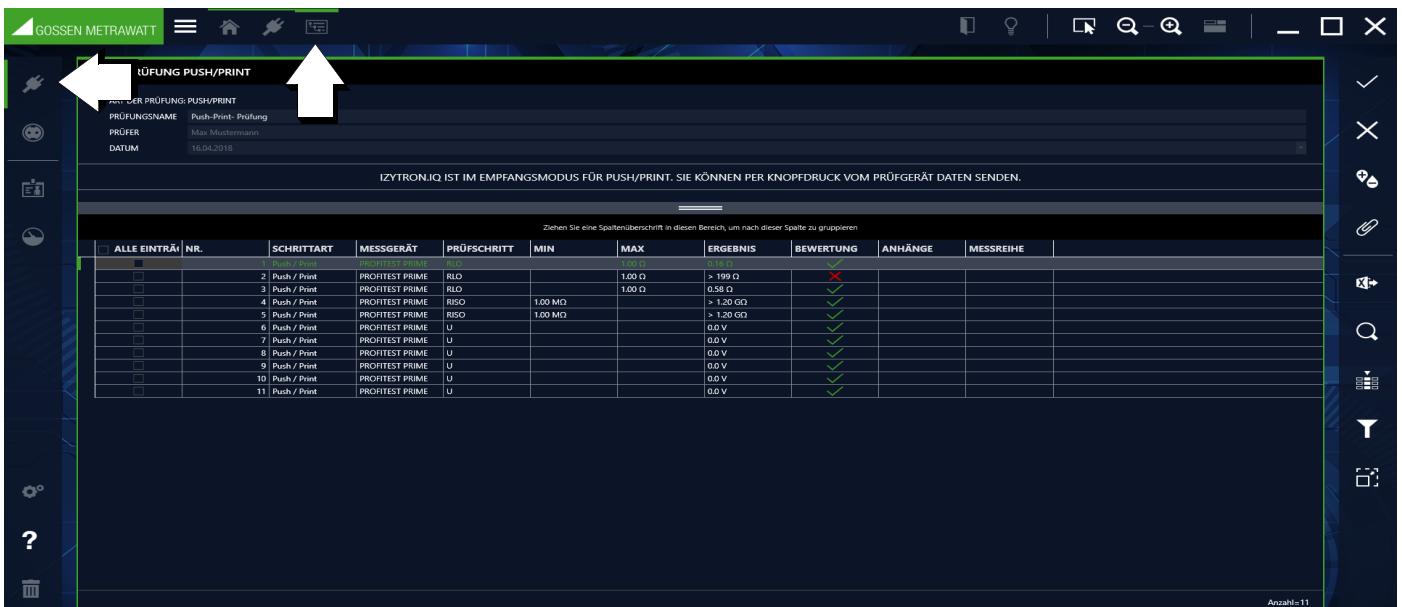 GOSSEN METRAWATT
RÜFUNG PUSH/PRINT
ART DER PRÜFUNG: PUSH/PRINT
PRÜFUNGSNAME Push-Print- Prüfung
PRÜFER Max Mustermann
DATUM 16.04.2018
IZYTRON.IQ IST IM EMPFANGSMODUS FÜR PUSH/PRINT. SIE KÖNNEN PER KNOPFDRUCK VOM PRÜFGERÄT DATEN SENDEN.
Ziehen Sie eine Spaltenüberschrift in diesen Bereich, um nach dieser Spalte zu gruppieren
ALLE EINTRÄ NR. SCHRITTART MESSGERÄT PRÜFSCHRITT MIN MAX ERGEBNIS BEWERTUNG ANHÄNGE MESSREIHE
1 Push / Print PROFITEST PRIME RLO 1.00 Ω 0.16 Ω
2 Push / Print PROFITEST PRIME RLO 1.00 Ω > 199 Ω
3 Push / Print PROFITEST PRIME RLO 1.00 Ω 0.58 Ω
4 Push / Print PROFITEST PRIME RISO 1.00 MΩ > 1.20 GΩ
5 Push / Print PROFITEST PRIME RISO 1.00 MΩ > 1.20 GΩ
6 Push / Print PROFITEST PRIME U 0.0 V
7 Push / Print PROFITEST PRIME U 0.0 V
8 Push / Print PROFITEST PRIME U 0.0 V
9 Push / Print PROFITEST PRIME U 0.0 V
10 Push / Print PROFITEST PRIME U 0.0 V
11 Push / Print PROFITEST PRIME U 0.0 V
?
Anzahl=11